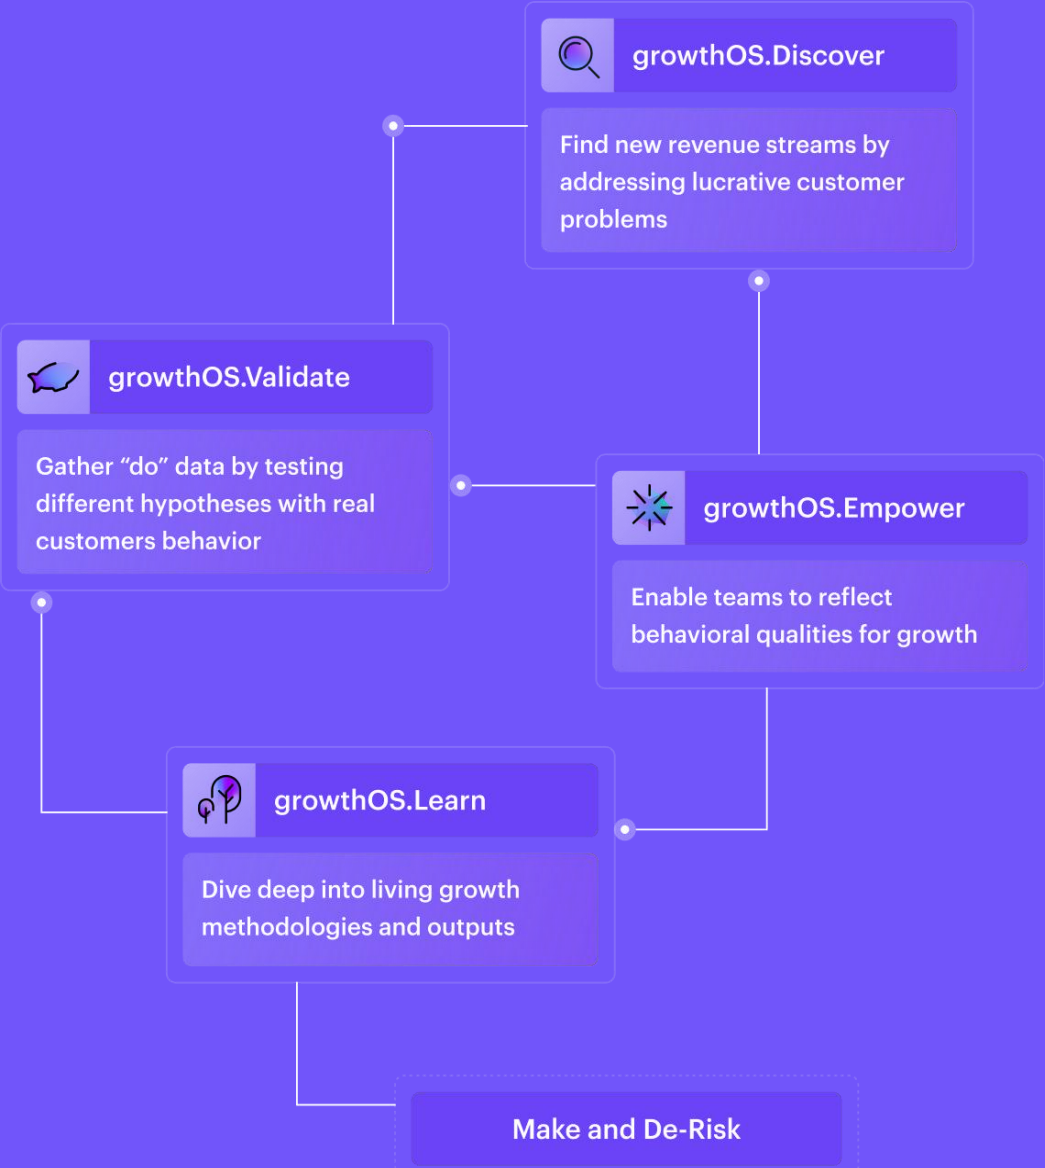 growthOS.Discover
Find new revenue streams by
addressing lucrative customer
problems
growthOS.Validate
Gather “do” data by testing
different hypotheses with real
customers behavior
growthOS.Empower
Enable teams to reflect
behavioral qualities for growth
growthOS.Learn
Dive deep into living growth
methodologies and outputs
Make and De-Risk